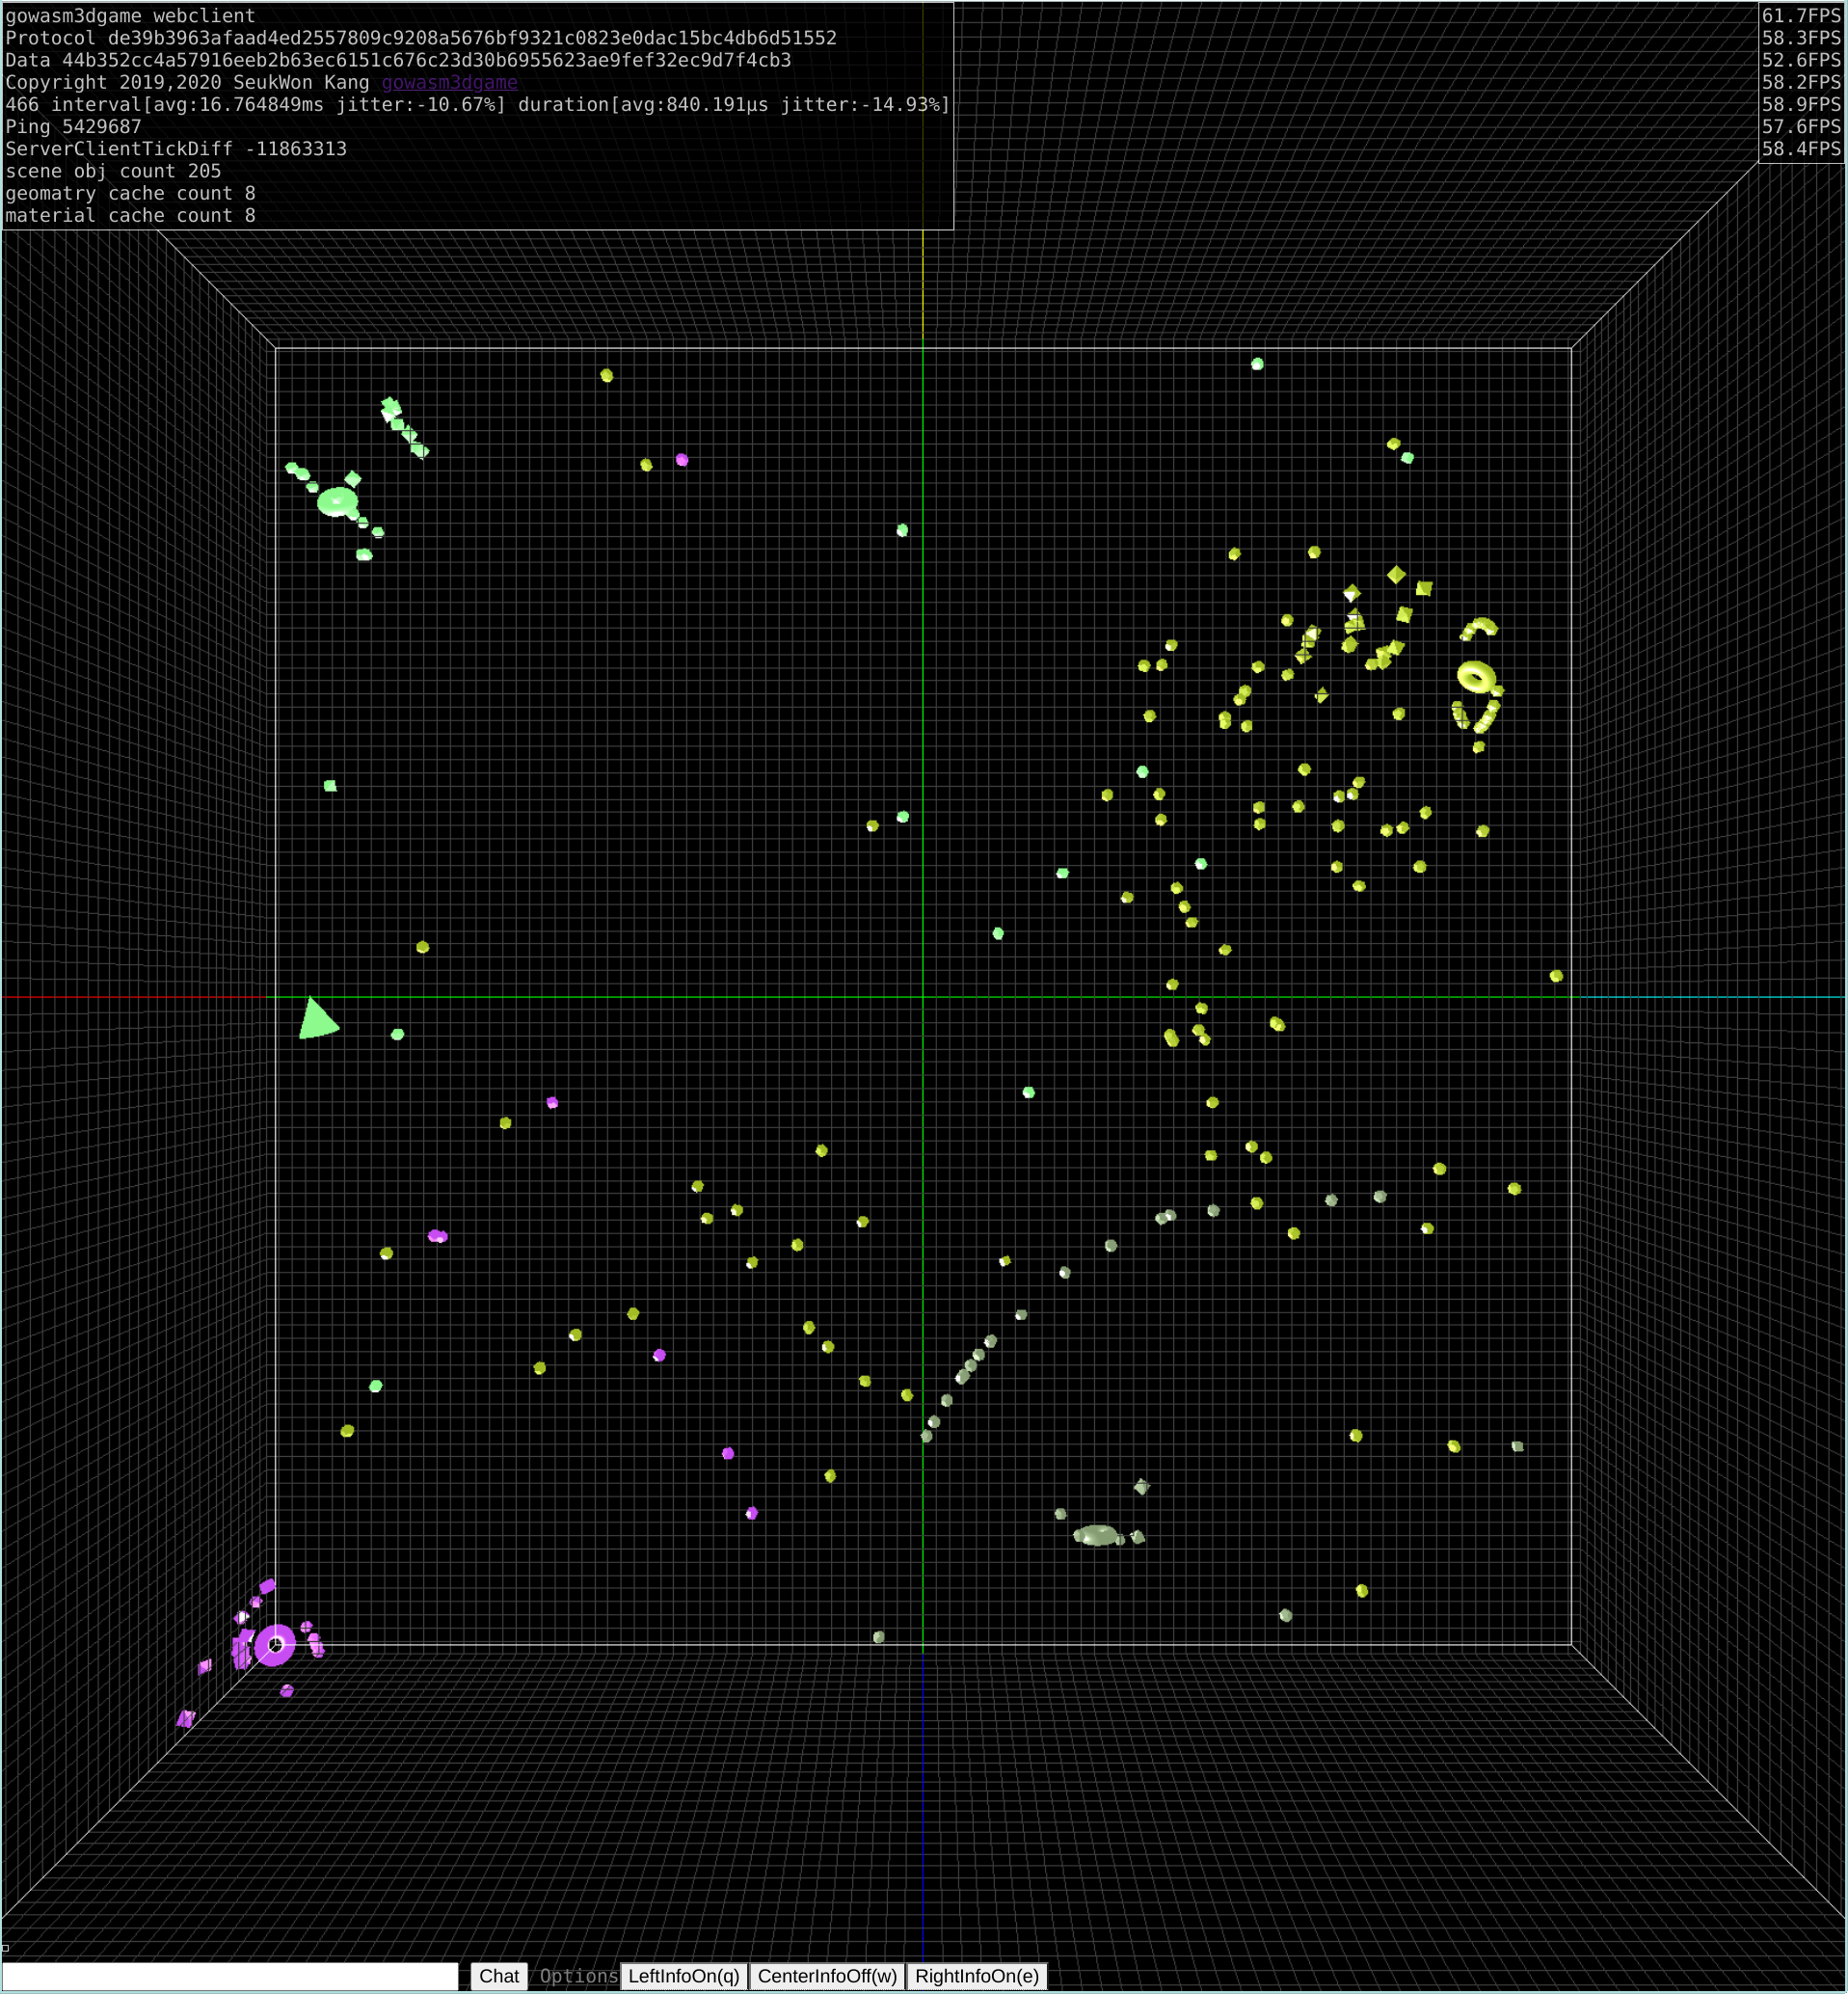 gowasm3dgame webclient
Protocol de39b3963afaad4ed2557809c9208a5676bf9321c0823e0dac15bc4db6d51552
Data 44b352cc4a57916eeb2b63ec6151c676c23d30b6955623ae9fef32ec9d7f4cb3
Copyright 2019,2020 SeukWon Kang gowasm3dgame
466 interval[avg:16.764849ms jitter:-10.67%] duration[avg:840.191µs jitter:-14.93%]
Ping 5429687
ServerClientTickDiff -11863313
scene obj count 205
geomatry cache count 8
material cache count 8
61.7FPS
58.3FPS
52.6FPS
58.2FPS
58.9FPS
57.6FPS
58.4FPS
Chat Options LeftInfoOn(q) CenterInfoOff(w) RightInfoOn(e)